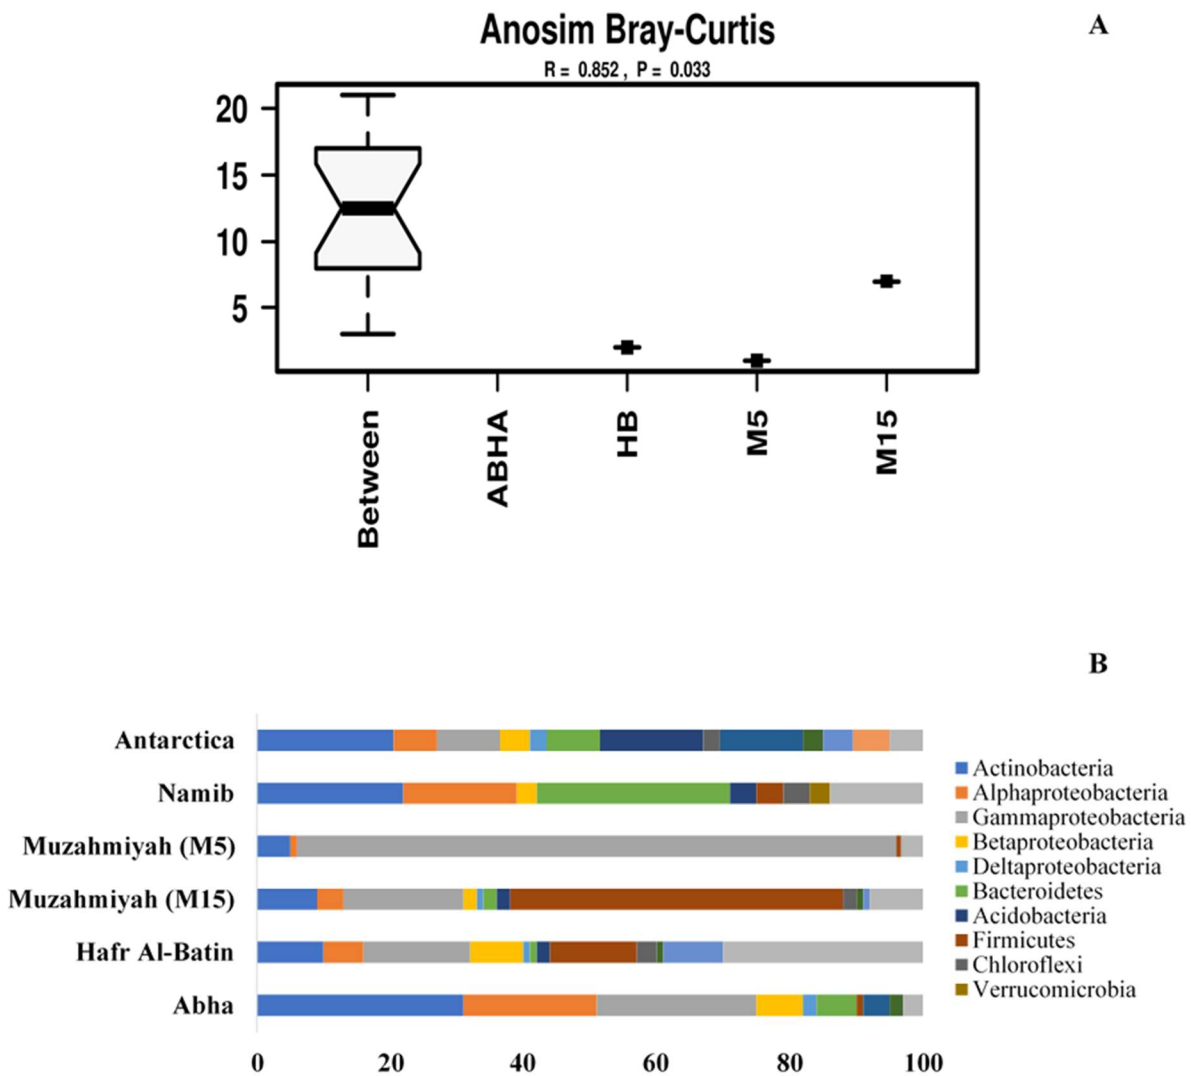 Anosim Bray-Curtis
A
R = 0.852 , P = 0.033
20
15
10
5
Between
ABHA
HB
M5
M15
B
Antarctica
Namib
Muzahmiyah (M5)
Muzahmiyah (M15)
Hafr Al-Batin
Abha
0 20 40 60 80 100
Actinobacteria
Alphaproteobacteria
Gammaproteobacteria
Betaproteobacteria
Deltaproteobacteria
Bacteroidetes
Acidobacteria
Firmicutes
Chloroflexi
Verrucomicrobia